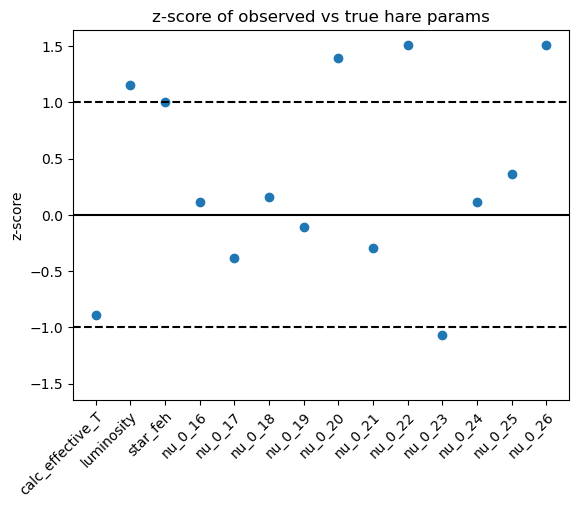 z-score of observed vs true hare params
z-score
1.5
1.0
0.5
0.0
−0.5
−1.0
−1.5
calc_effective_T
luminosity
star_feh
nu_0_16
nu_0_17
nu_0_18
nu_0_19
nu_0_20
nu_0_21
nu_0_22
nu_0_23
nu_0_24
nu_0_25
nu_0_26